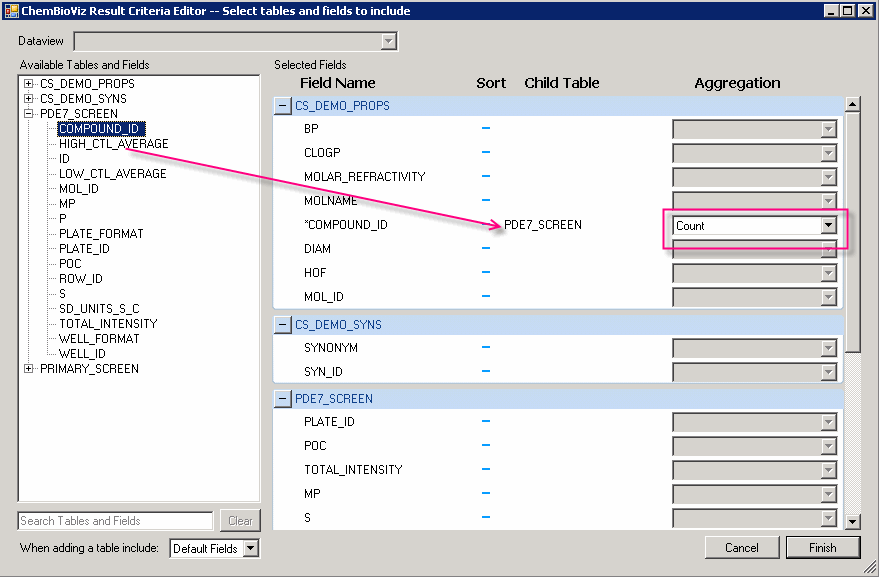 ChemBioViz Result Criteria Editor -- Select tables and fields to include
Dataview
Available Tables and Fields
CS_DEMO_PROPS
CS_DEMO_SYNS
PDE7_SCREEN
COMPOUND_ID
HIGH_CTL_AVERAGE
ID
LOW_CTL_AVERAGE
MOL_ID
MP
P
PLATE_FORMAT
PLATE_ID
POC
ROW_ID
S
SD_UNITS_S_C
TOTAL_INTENSITY
WELL_FORMAT
WELL_ID
PRIMARY_SCREEN
Search Tables and Fields
Clear
When adding a table include:
Default Fields
Selected Fields
Field Name Sort Child Table Aggregation
CS_DEMO_PROPS
BP
CLOGP
MOLAR_REFRACTIVITY
MOLNAME
*COMPOUND_ID PDE7_SCREEN Count
DIAM
HOF
MOL_ID
CS_DEMO_SYNS
SYNONYM
SYN_ID
PDE7_SCREEN
PLATE_ID
POC
TOTAL_INTENSITY
MP
S
Cancel
Finish